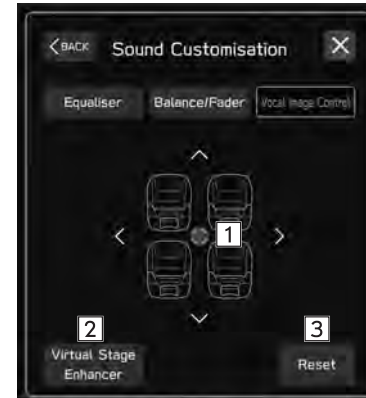 BACK Sound Customisation
Equaliser Balance/Fader Vocal Image Control
1
2 3
Virtual Stage
Enhancer
Reset